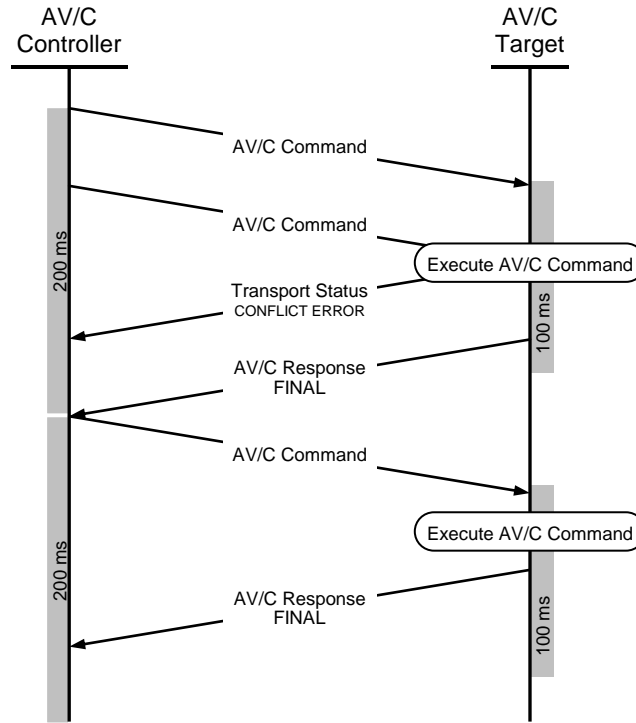 AV/C
Controller
AV/C
Target
AV/C Command
AV/C Command
Execute AV/C Command
200 ms
Transport Status
CONFLICT ERROR
100 ms
AV/C Response
FINAL
AV/C Command
Execute AV/C Command
200 ms
AV/C Response
FINAL
100 ms